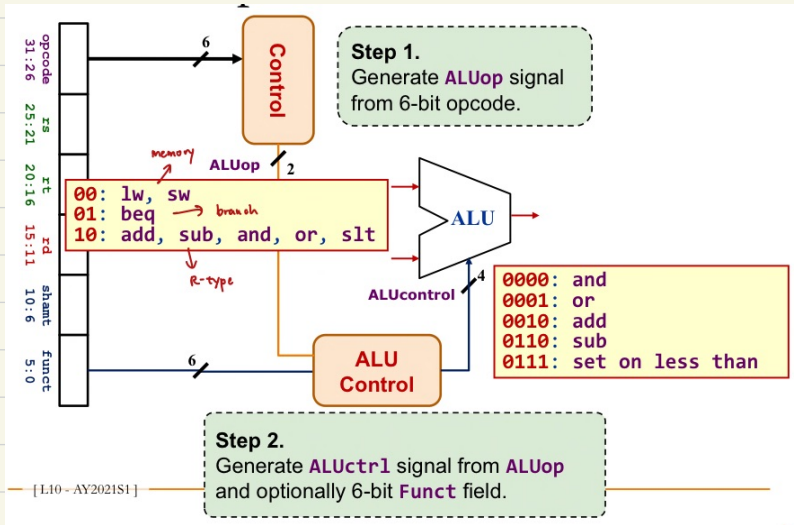 opcode
31:26
rs
25:21
rt
20:16
rd
15:11
shamt
10:6
funct
5:0
6
Control
Step 1.
Generate ALUop signal
from 6-bit opcode.
ALUop
2
memory
00: lw, sw
01: beq
branch
10: add, sub, and, or, slt
R-type
ALU
ALUcontrol
4
0000: and
0001: or
0010: add
0110: sub
0111: set on less than
6
ALU
Control
Step 2.
Generate ALUctrl signal from ALUop
and optionally 6-bit Funct field.
[ L10 - AY2021S1 ]